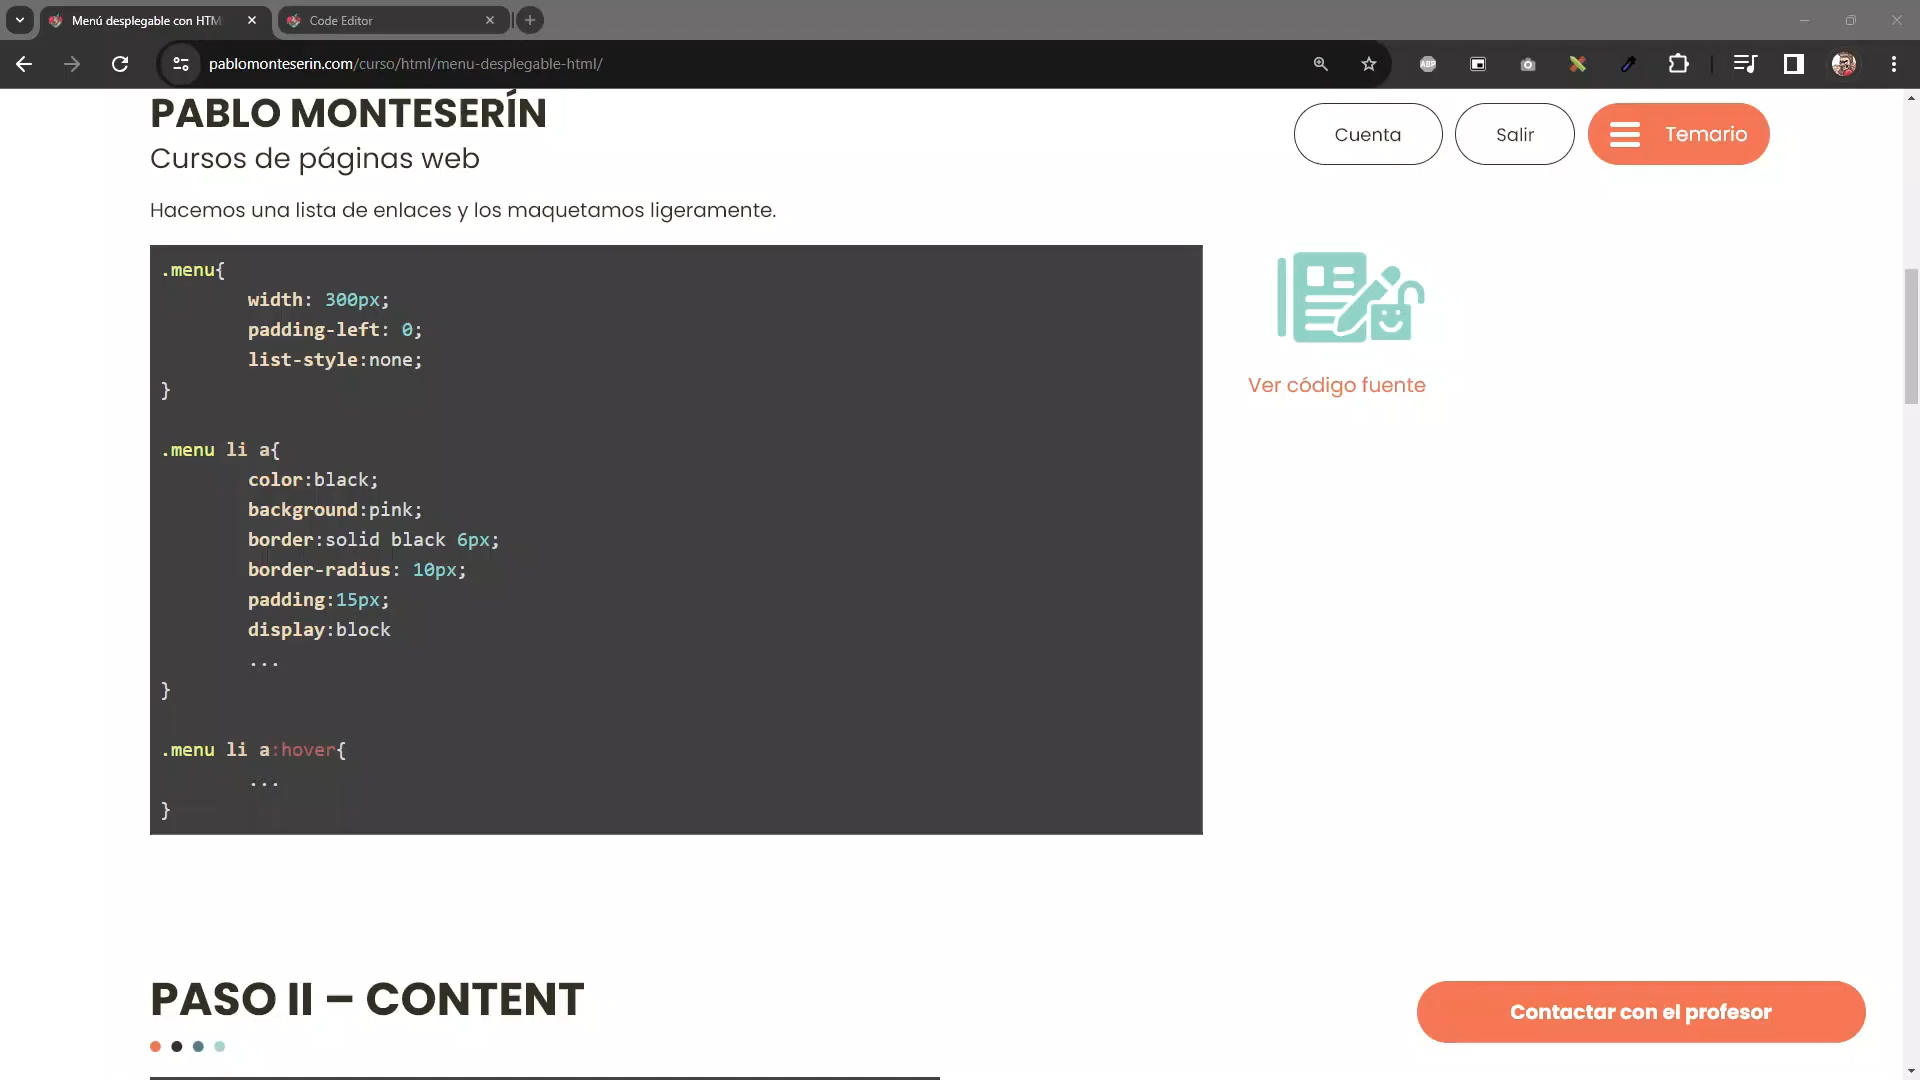 Menú desplegable con HTM
Code Editor
pablomonteserin.com/curso/html/menu-desplegable-html/
ABP
PABLO MONTESERÍN
Cursos de páginas web
Cuenta
Salir
Temario
Hacemos una lista de enlaces y los maquetamos ligeramente.
.menu{
width: 300px;
padding-left: 0;
list-style:none;
}
.menu li a{
color:black;
background:pink;
border:solid black 6px;
border-radius: 10px;
padding:15px;
display:block
...
}
.menu li a:hover{
...
}
Ver código fuente
PASO II – CONTENT
Contactar con el profesor